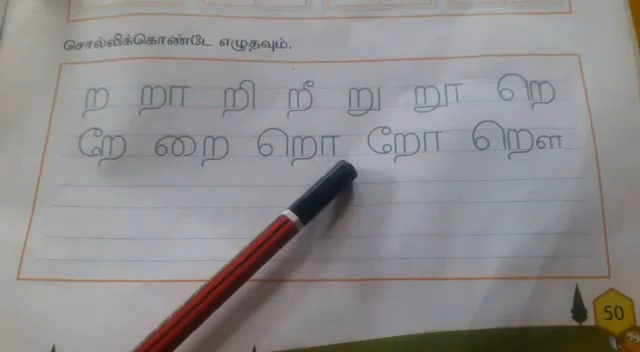 சொல்லிக்கொண்டே எழுதவும்.
ற றா றி றீ று றூ றெ
றே றை றொ றோ றௌ
50